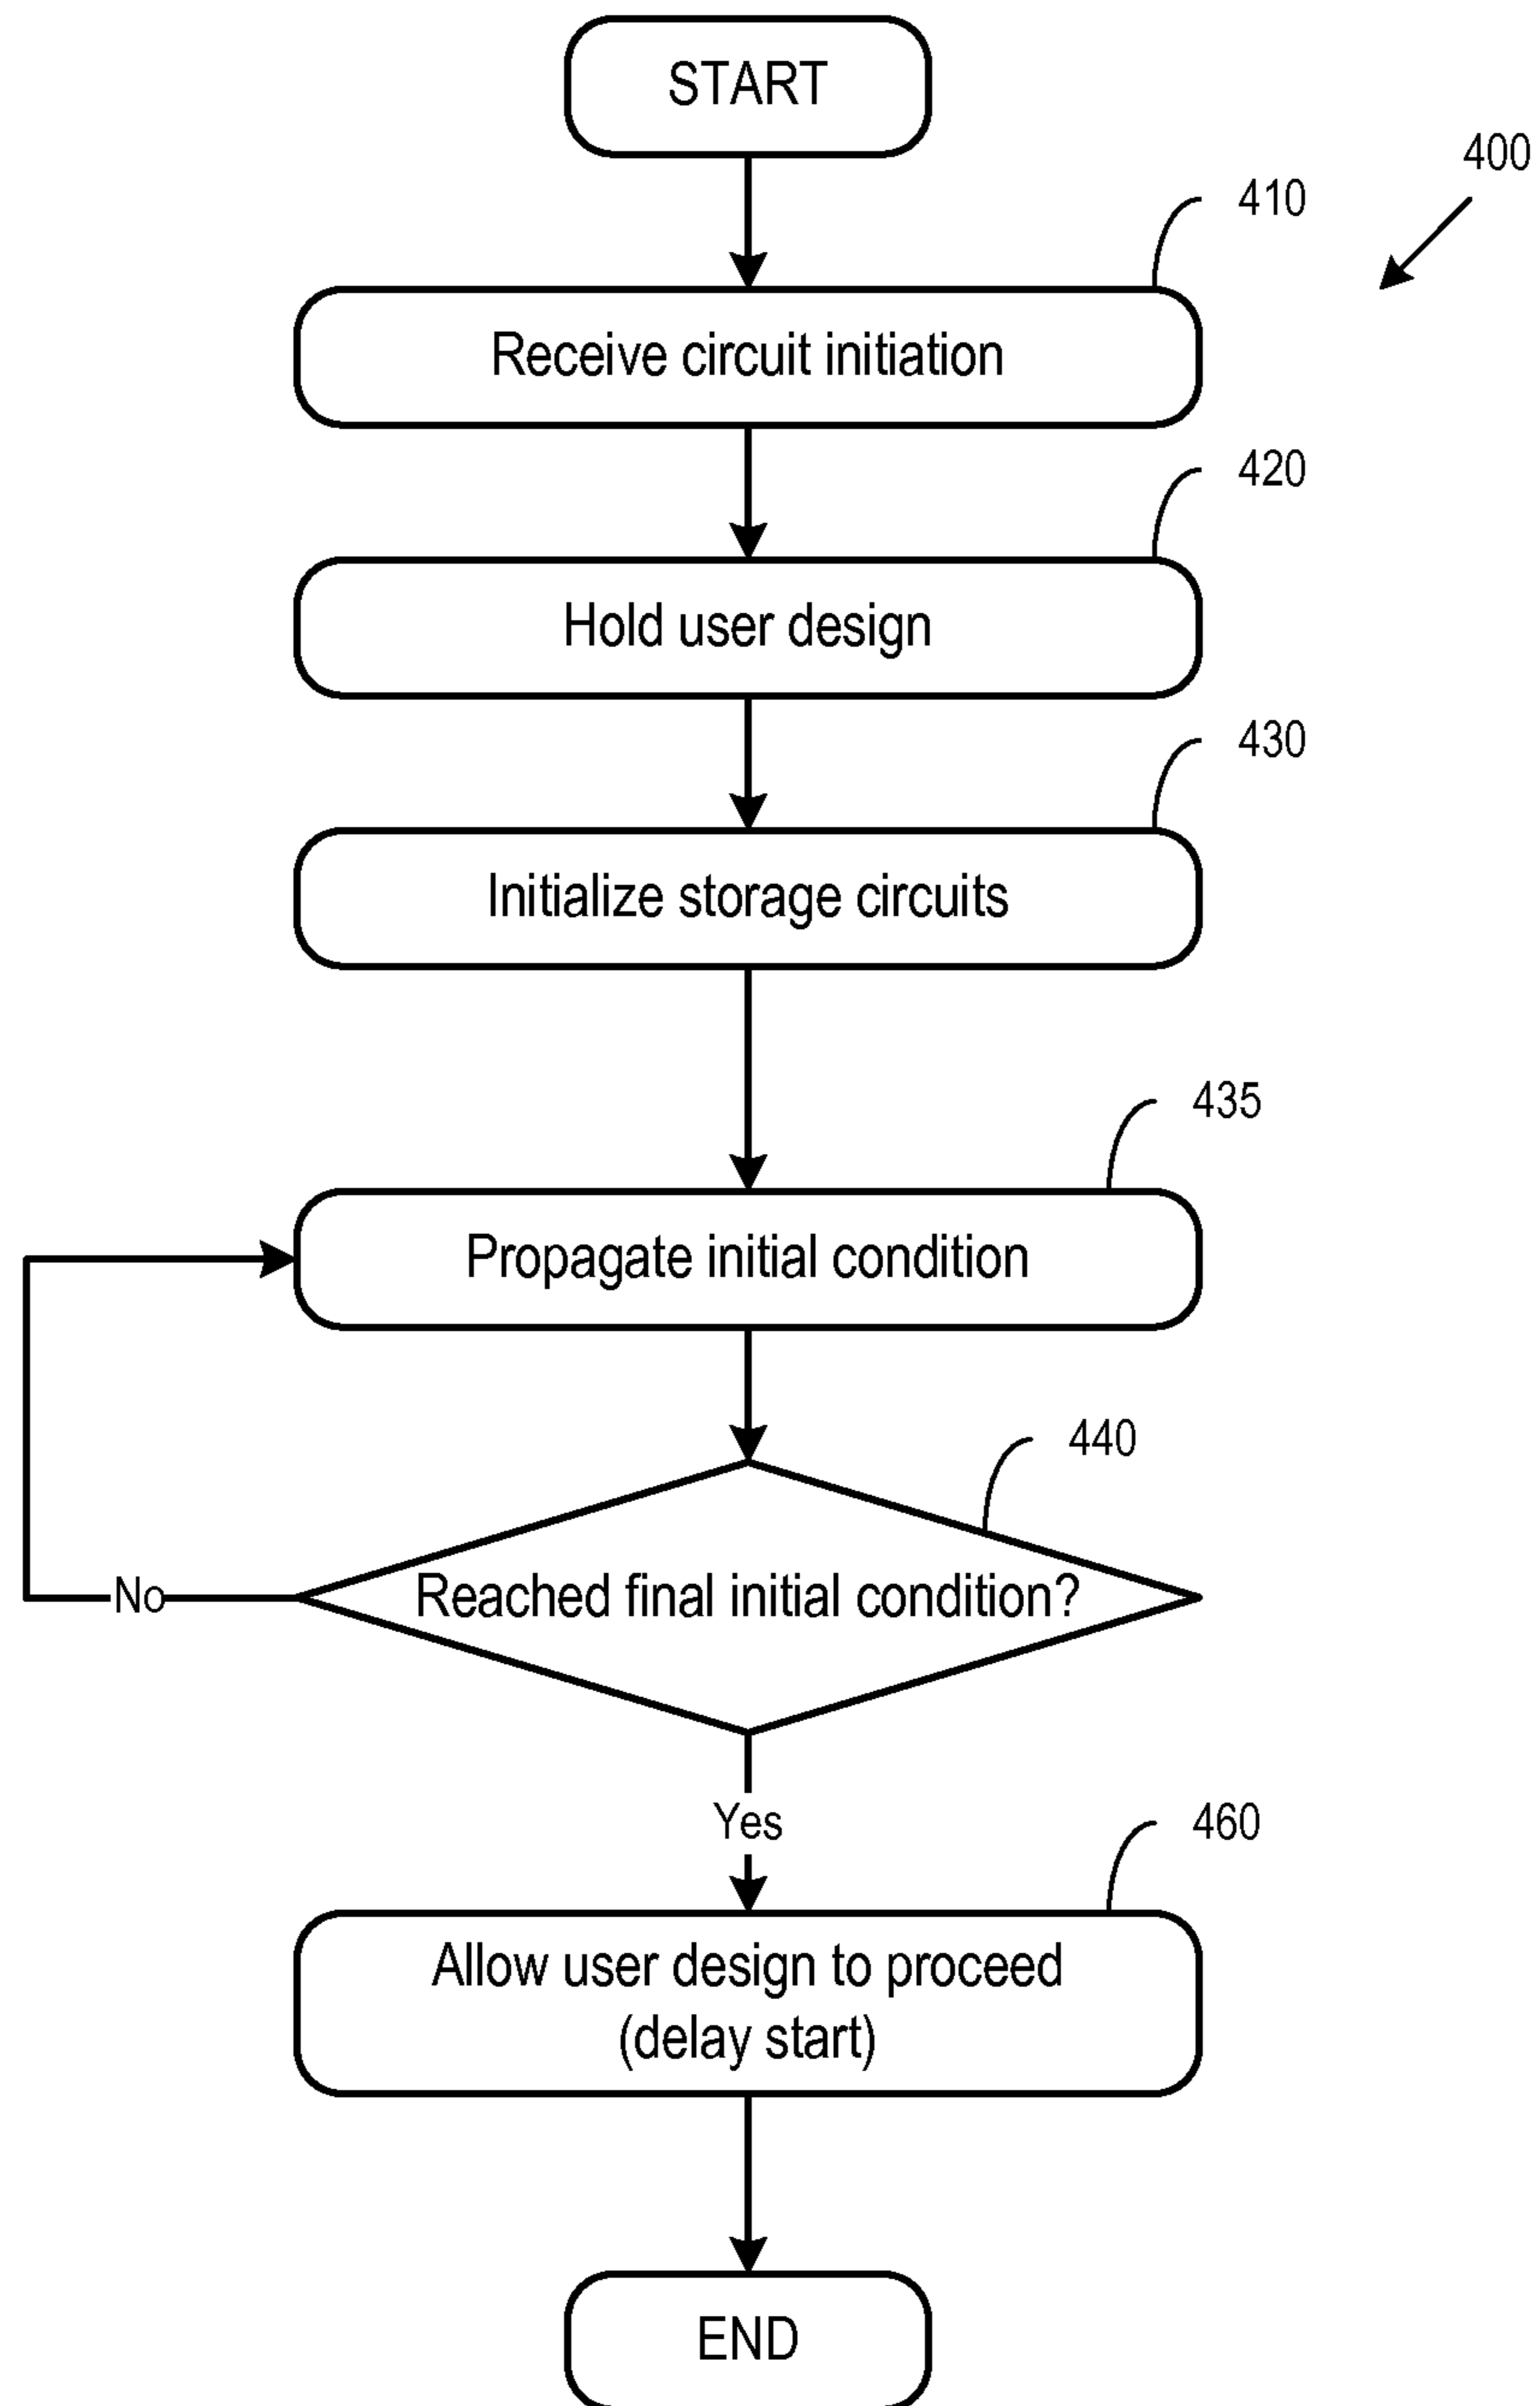 START
400
410
Receive circuit initiation
420
Hold user design
430
Initialize storage circuits
435
Propagate initial condition
440
Reached final initial condition?
No
Yes
460
Allow user design to proceed
(delay start)
END